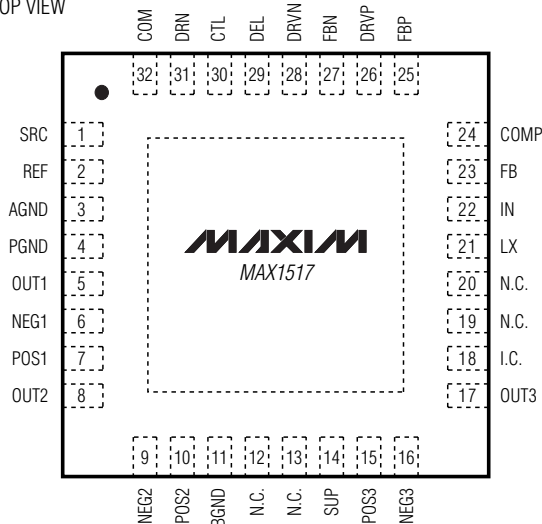 OP VIEW
COM DRN CTL DEL DRVN FBN DRVP FBP
32 31 30 29 28 27 26 25
SRC 1
REF 2
AGND 3
PGND 4
OUT1 5
NEG1 6
POS1 7
OUT2 8
MAXIM
MAX1517
24 COMP
23 FB
22 IN
21 LX
20 N.C.
19 N.C.
18 I.C.
17 OUT3
9 10 11 12 13 14 15 16
NEG2 POS2 BGND N.C. N.C. SUP POS3 NEG3